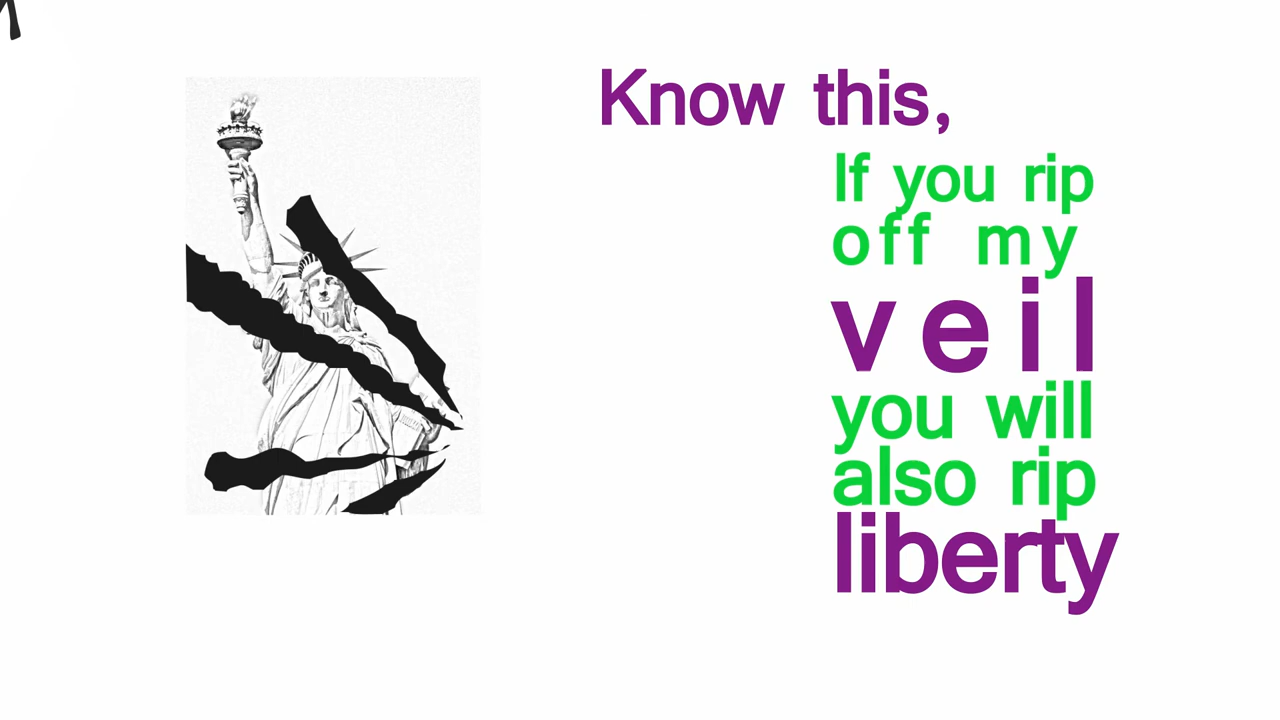 Know this,
If you rip
off my
veil
you will
also rip
liberty